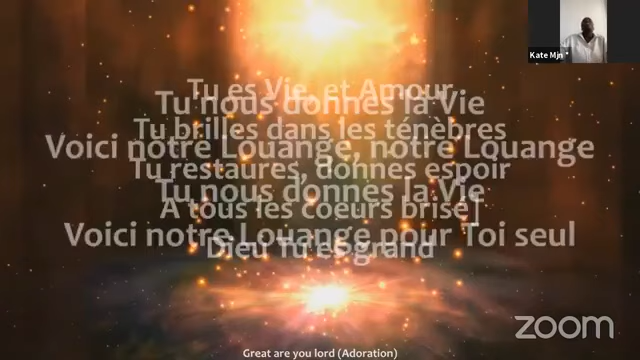 Kate Mjn
Tu es Vie, et Amour
Tu nous donnes la Vie
Tu brilles dans les ténèbres
Voici notre Louange, notre Louange
Tu restaures, donnes espoir
Tu nous donnes la Vie
A tous les coeurs brisé]
Voici notre Louange pour Toi seul
Dieu Tu es grand
zoom
Great are you lord (Adoration)